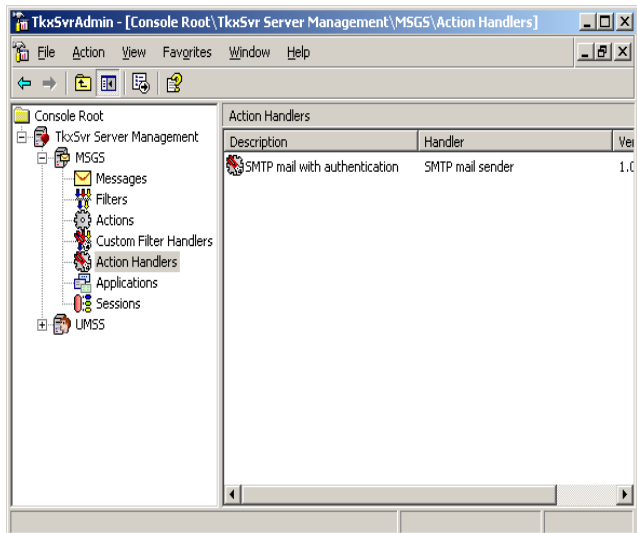 TkxSvrAdmin - [Console Root\TkxSvr Server Management\MSGS\Action Handlers]
File Action View Favorites Window Help
Console Root
TkxSvr Server Management
MSGS
Messages
Filters
Actions
Custom Filter Handlers
Action Handlers
Applications
Sessions
UMSS
Action Handlers
Description Handler
SMTP mail with authentication SMTP mail sender